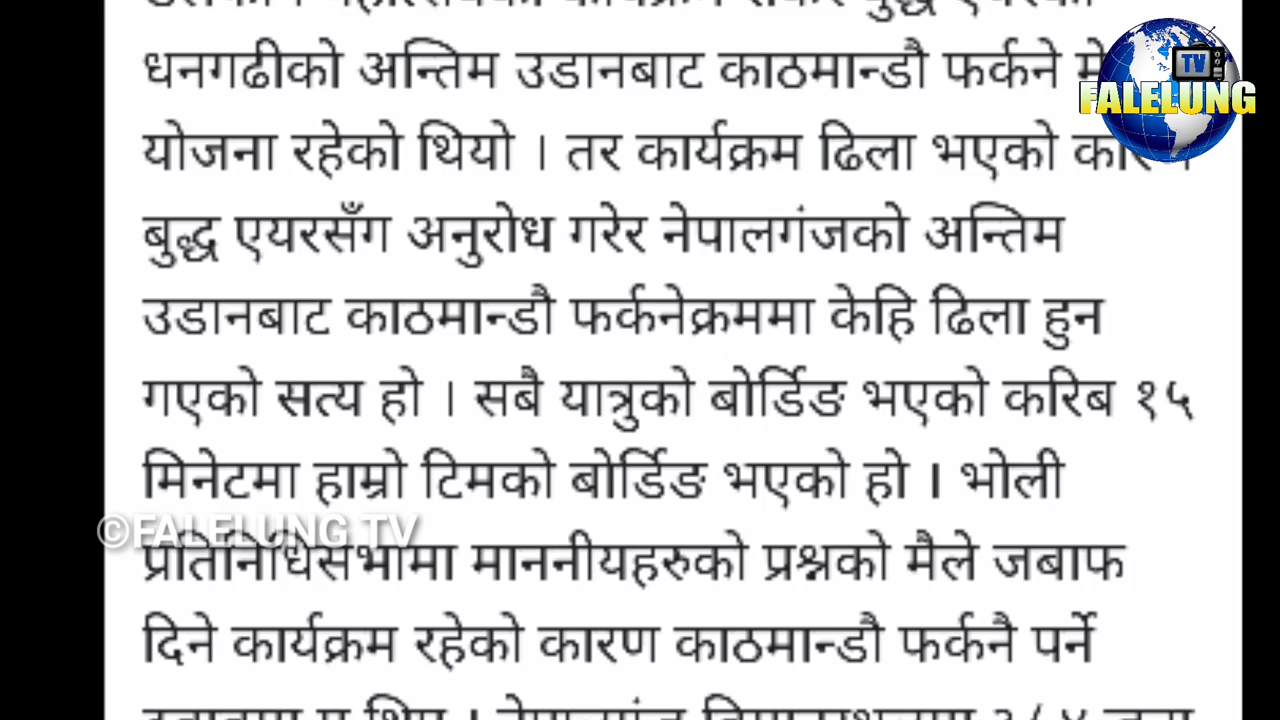 धनगढीको अन्तिम उडानबाट काठमान्डौ फर्कने
योजना रहेको थियो । तर कार्यक्रम ढिला भएको
बुद्ध एयरसँग अनुरोध गरेर नेपालगंजको अन्तिम
उडानबाट काठमान्डौ फर्कनेक्रममा केहि ढिला हुन
गएको सत्य हो । सबै यात्रुको बोर्डिङ भएको करिब १५
मिनेटमा हाम्रो टिमको बोर्डिङ भएको हो । भोली
प्रतिनिधिसभामा माननीयहरुको प्रश्नको मैले जबाफ
दिने कार्यक्रम रहेको कारण काठमान्डौ फर्कनै पर्ने
TV
FALELUNG
©FALELUNG TV